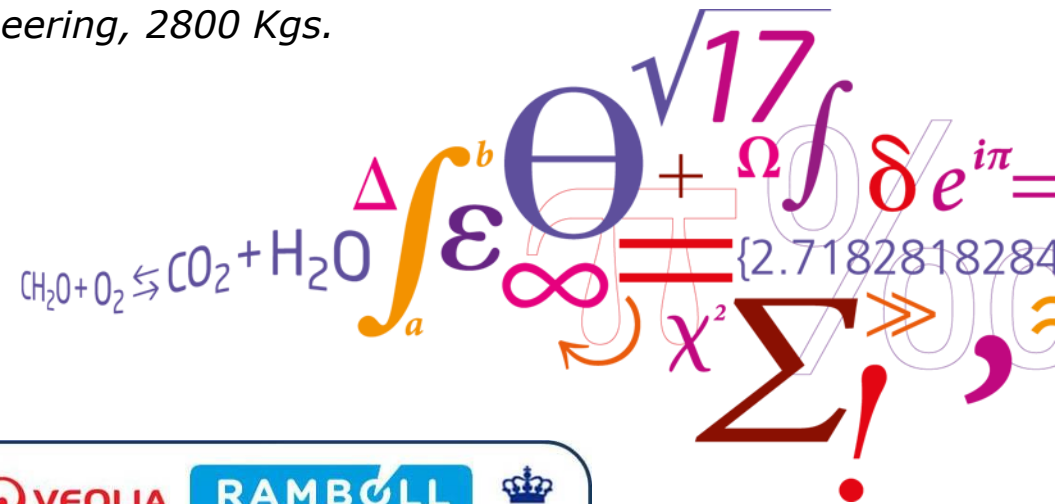 eering, 2800 Kgs.
√17
Δ ∫ a b ε Θ + Ω ∫ δ e^{iπ} =
CH₂O + O₂ ⇆ CO₂ + H₂O
∞ = {2.7182818284
π ‰
χ² Σ ≫ ,
!
VEOLIA RAMBOLL